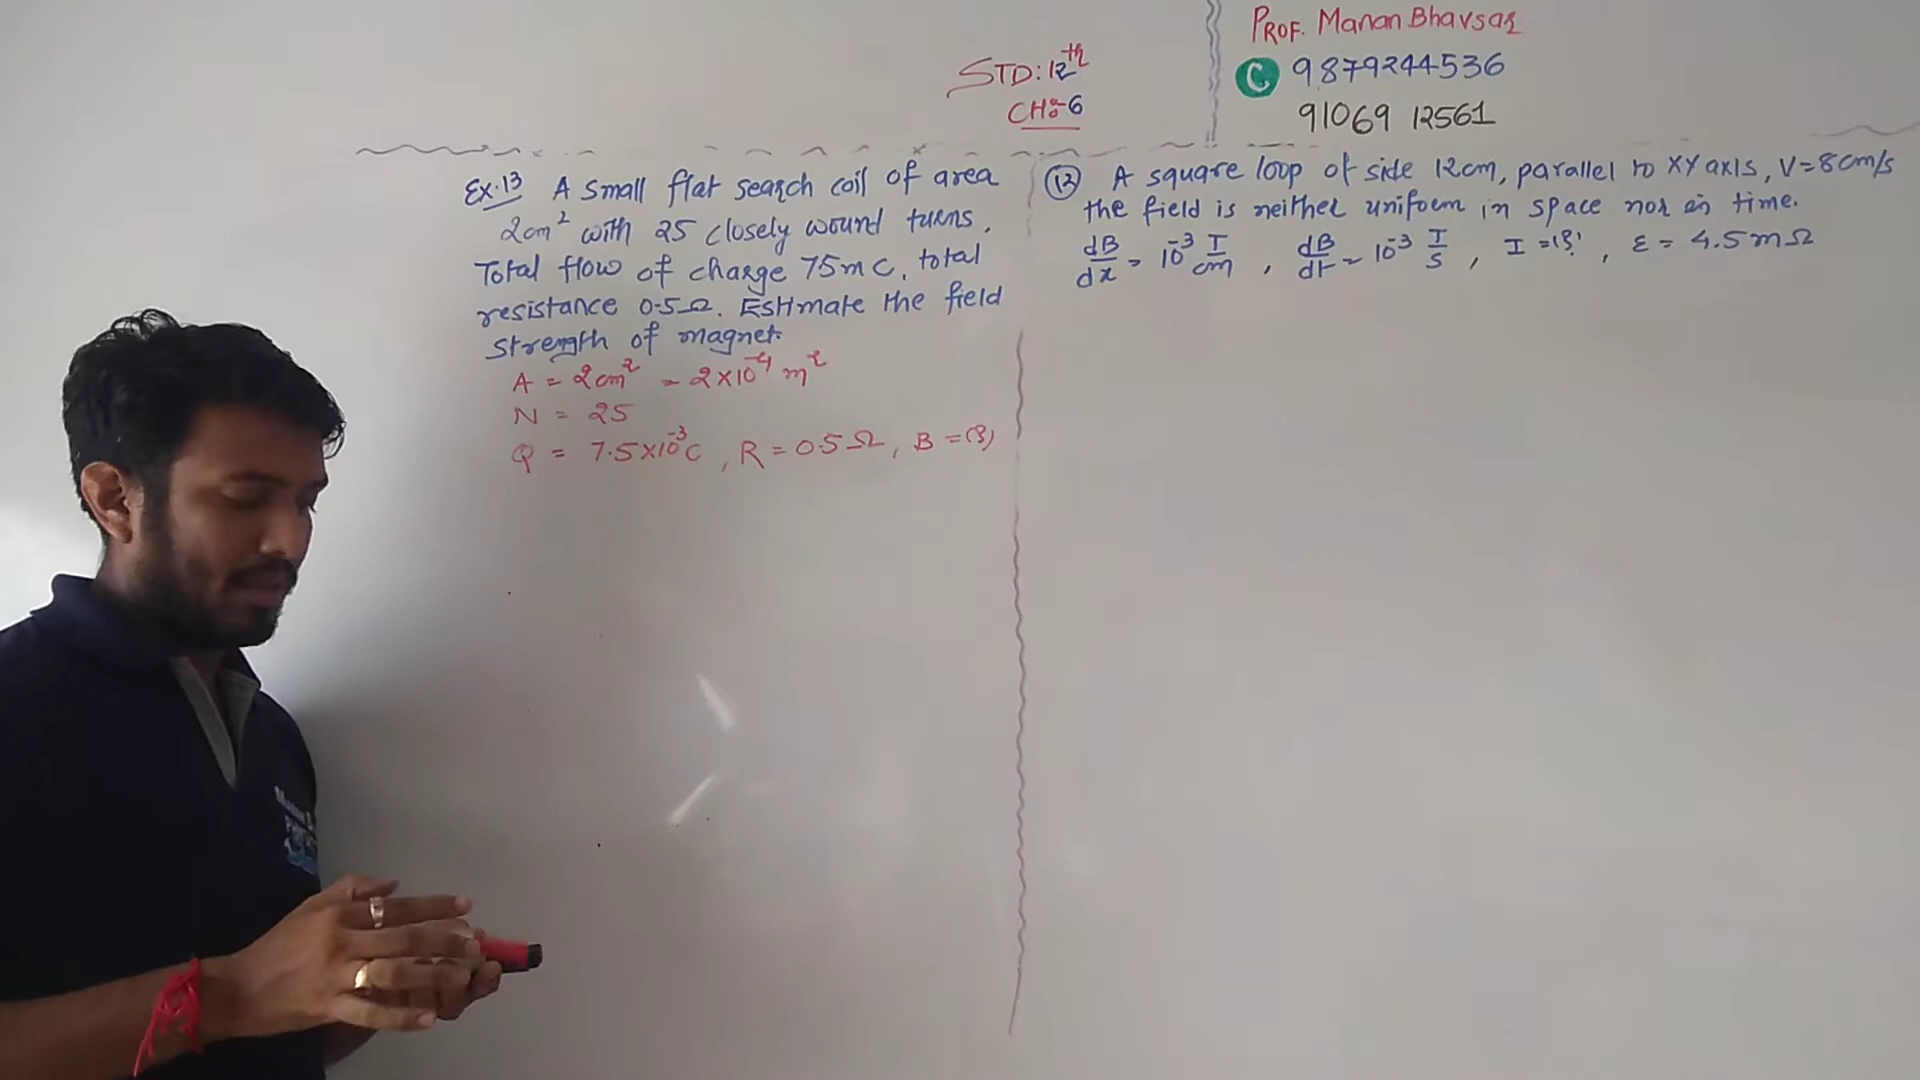 PROF. Manan Bhavsar
9879244536
91069 12561
STD: 12th
CH:-6
Ex.13 A small flat search coil of area
2cm² with 25 closely wound turns.
Total flow of charge 75mC, total
resistance 0.5Ω. Estimate the field
strength of magnet.
A = 2cm² = 2×10⁻⁴ m²
N = 25
Q = 7.5×10⁻³C, R = 0.5Ω, B = (?)
(12) A square loop of side 12cm, parallel to XY axis, V=8cm/s
the field is neither uniform in space nor in time.
dB/dx = 10⁻³ T/cm, dB/dt = 10⁻³ T/s, I = (?), ε = 4.5mΩ